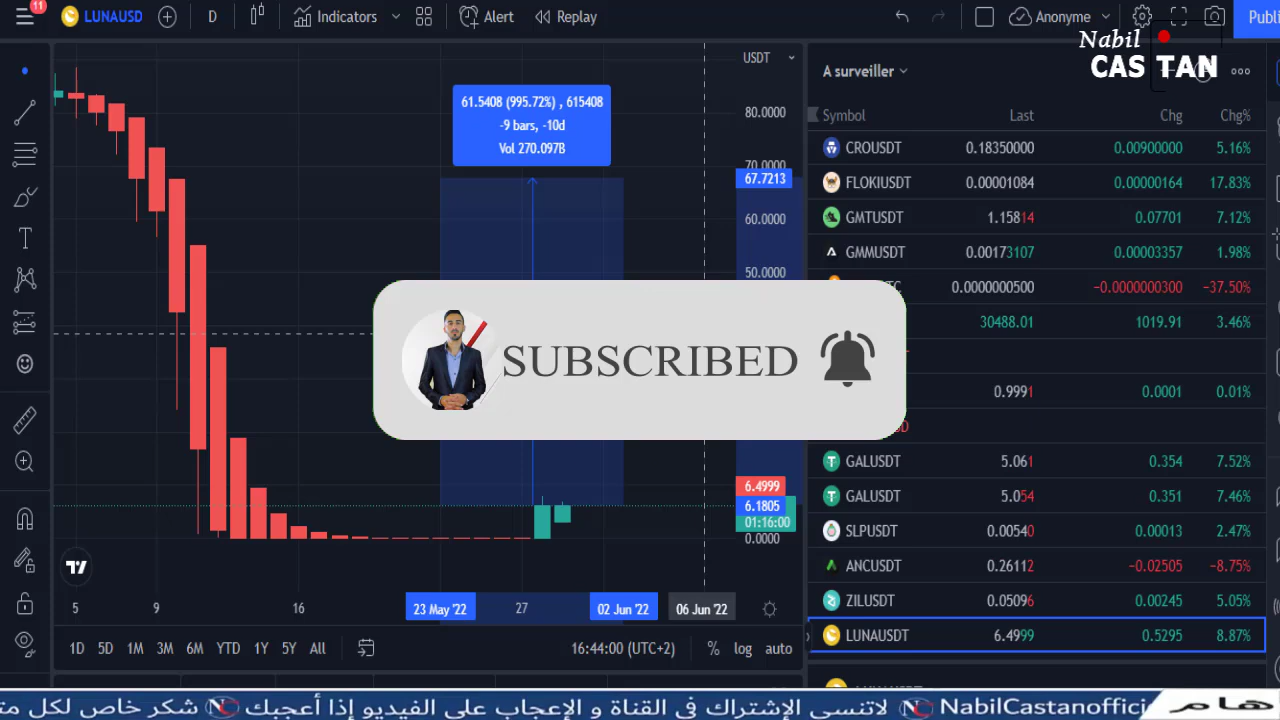 11
LUNAUSD
D
Indicators
Alert
Replay
Anonyme
Publi
Nabil
CASTAN
USDT
80.0000
70.0000
67.7213
60.0000
50.0000
6.4999
6.1805
01:16:00
0.0000
61.5408 (995.72%) , 615408
-9 bars, -10d
Vol 270.097B
SUBSCRIBED
5
9
16
23 May '22
27
02 Jun '22
06 Jun '22
1D 5D 1M 3M 6M YTD 1Y 5Y All
16:44:00 (UTC+2)
% log auto
A surveiller
Symbol Last Chg Chg%
CROUSDT 0.18350000 0.00900000 5.16%
FLOKIUSDT 0.00001084 0.00000164 17.83%
GMTUSDT 1.15814 0.07701 7.12%
GMMUSDT 0.00173107 0.00003357 1.98%
0.0000000500 −0.0000000300 −37.50%
30488.01 1019.91 3.46%
0.9991 0.0001 0.01%
GALUSDT 5.061 0.354 7.52%
GALUSDT 5.054 0.351 7.46%
SLPUSDT 0.00540 0.00013 2.47%
ANCUSDT 0.26112 −0.02505 −8.75%
ZILUSDT 0.05096 0.00245 5.05%
LUNAUSDT 6.4999 0.5295 8.87%
هام
NabilCastanoffici لاتنسى الإشتراك في القناة و الإعجاب على الفيديو إذا أعجبك شكر خاص لكل